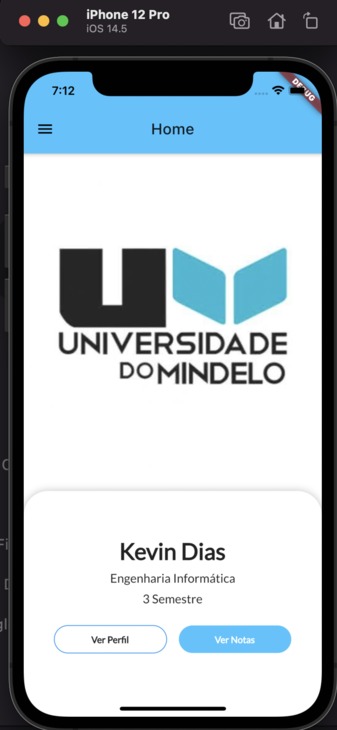 iPhone 12 Pro
iOS 14.5
7:12
DEBUG
Home
UNIVERSIDADE
DO MINDELO
Kevin Dias
Engenharia Informática
3 Semestre
Ver Perfil
Ver Notas